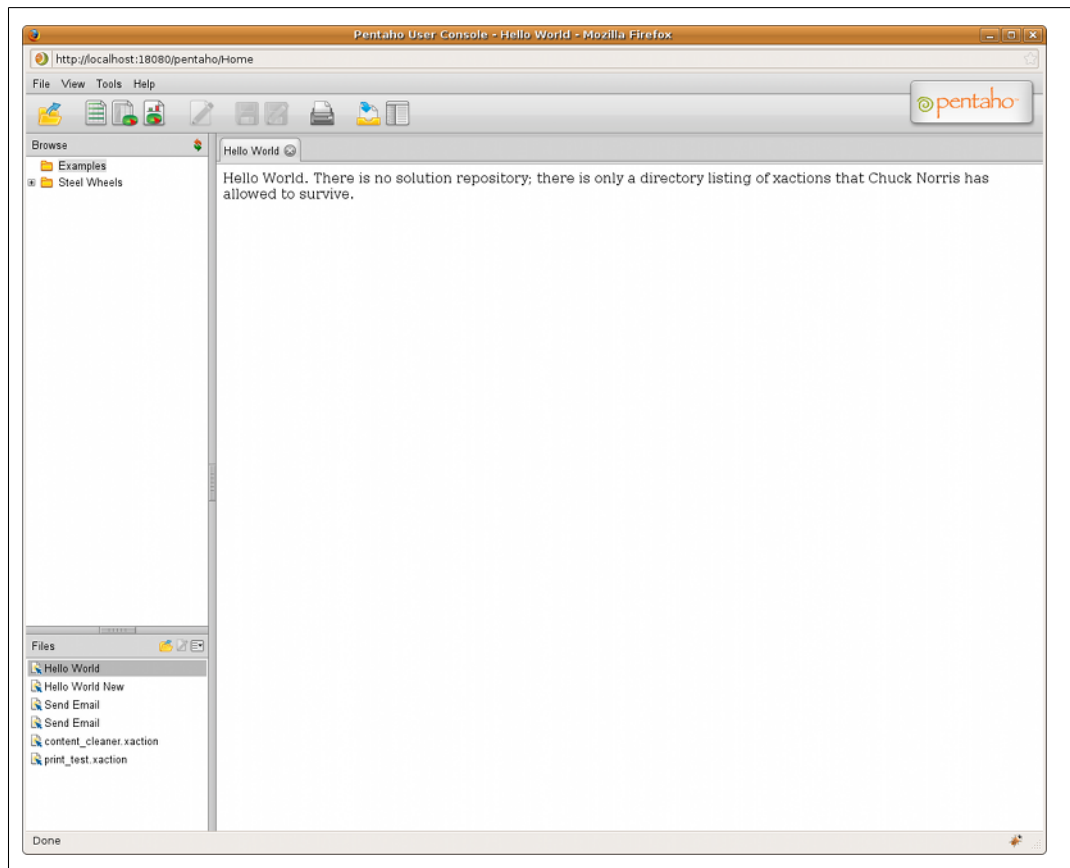 Pentaho User Console - Hello World - Mozilla Firefox
http://localhost:18080/pentaho/Home
File View Tools Help
pentaho
Browse
Examples
Steel Wheels
Hello World
Hello World. There is no solution repository; there is only a directory listing of xactions that Chuck Norris has
allowed to survive.
Files
Hello World
Hello World New
Send Email
Send Email
content_cleaner.xaction
print_test.xaction
Done